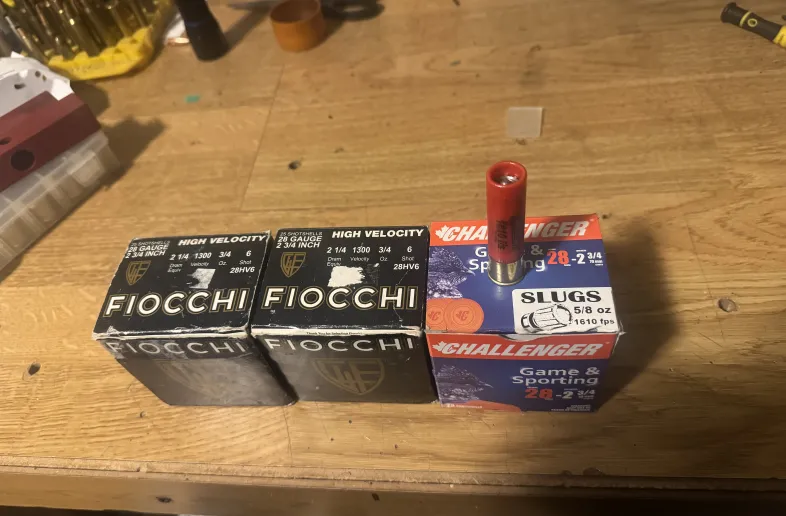 25 SHOTSHELLS
28 GAUGE
2 3/4 INCH
HIGH VELOCITY
2 1/4 1300 3/4 6
Dram Velocity Oz. Shot
Equiv.
28HV6
FIOCCHI
FIOCCHI
25 SHOTSHELLS
28 GAUGE
2 3/4 INCH
HIGH VELOCITY
2 1/4 1300 3/4 6
Dram Velocity Oz. Shot
Equiv.
28HV6
FIOCCHI
FIOCCHI
CHALLENGER
Game &
Sporting
28-2 3/4
SLUGS
5/8 oz
1610 fps
CHALLENGER
Game &
Sporting
28-2 3/4